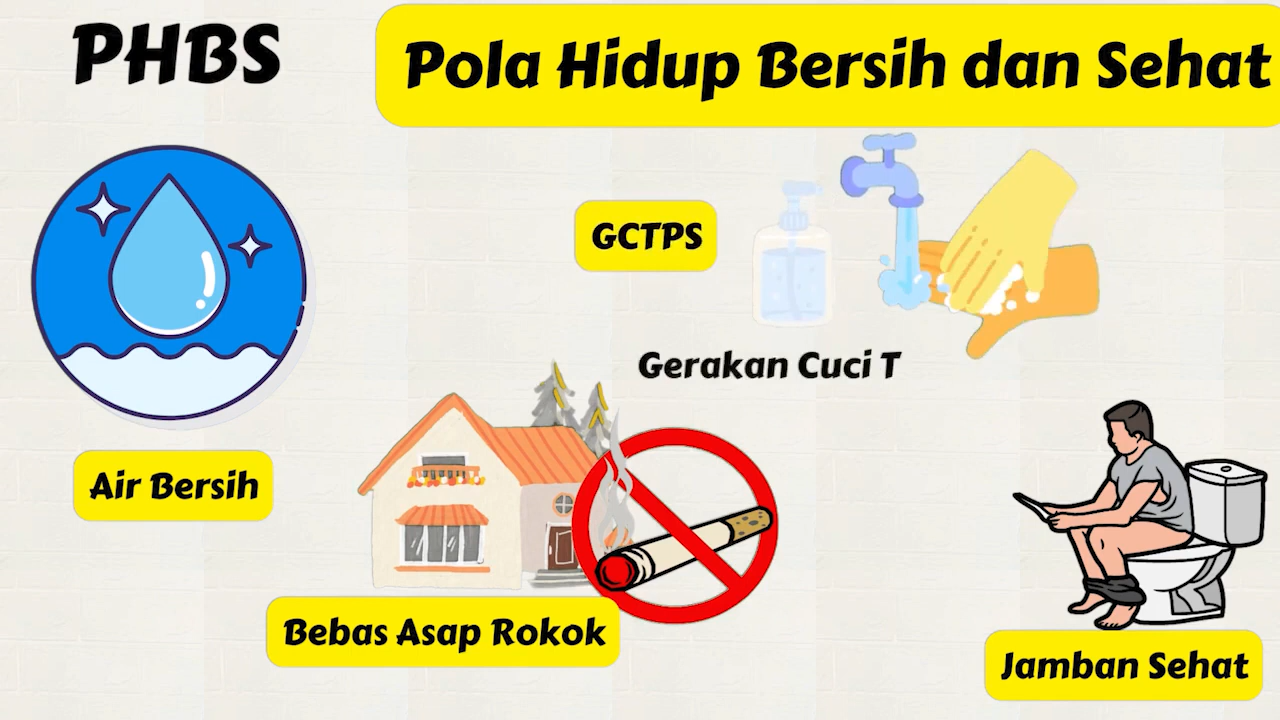 PHBS
Pola Hidup Bersih dan Sehat
GCTPS
Gerakan Cuci T
Air Bersih
Bebas Asap Rokok
Jamban Sehat